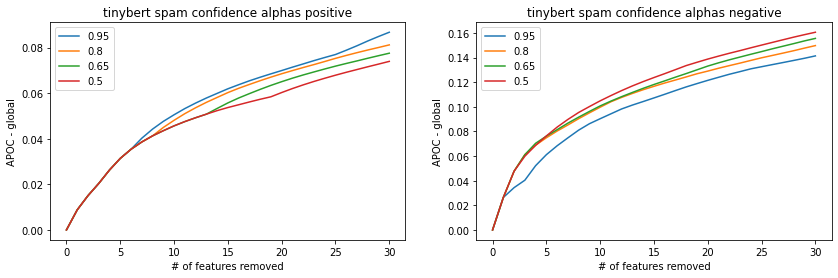 tinybert spam confidence alphas positive
APOC - global
0.08
0.06
0.04
0.02
0.00
0.95
0.8
0.65
0.5
0 5 10 15 20 25 30
# of features removed
tinybert spam confidence alphas negative
APOC - global
0.16
0.14
0.12
0.10
0.08
0.06
0.04
0.02
0.00
0.95
0.8
0.65
0.5
0 5 10 15 20 25 30
# of features removed